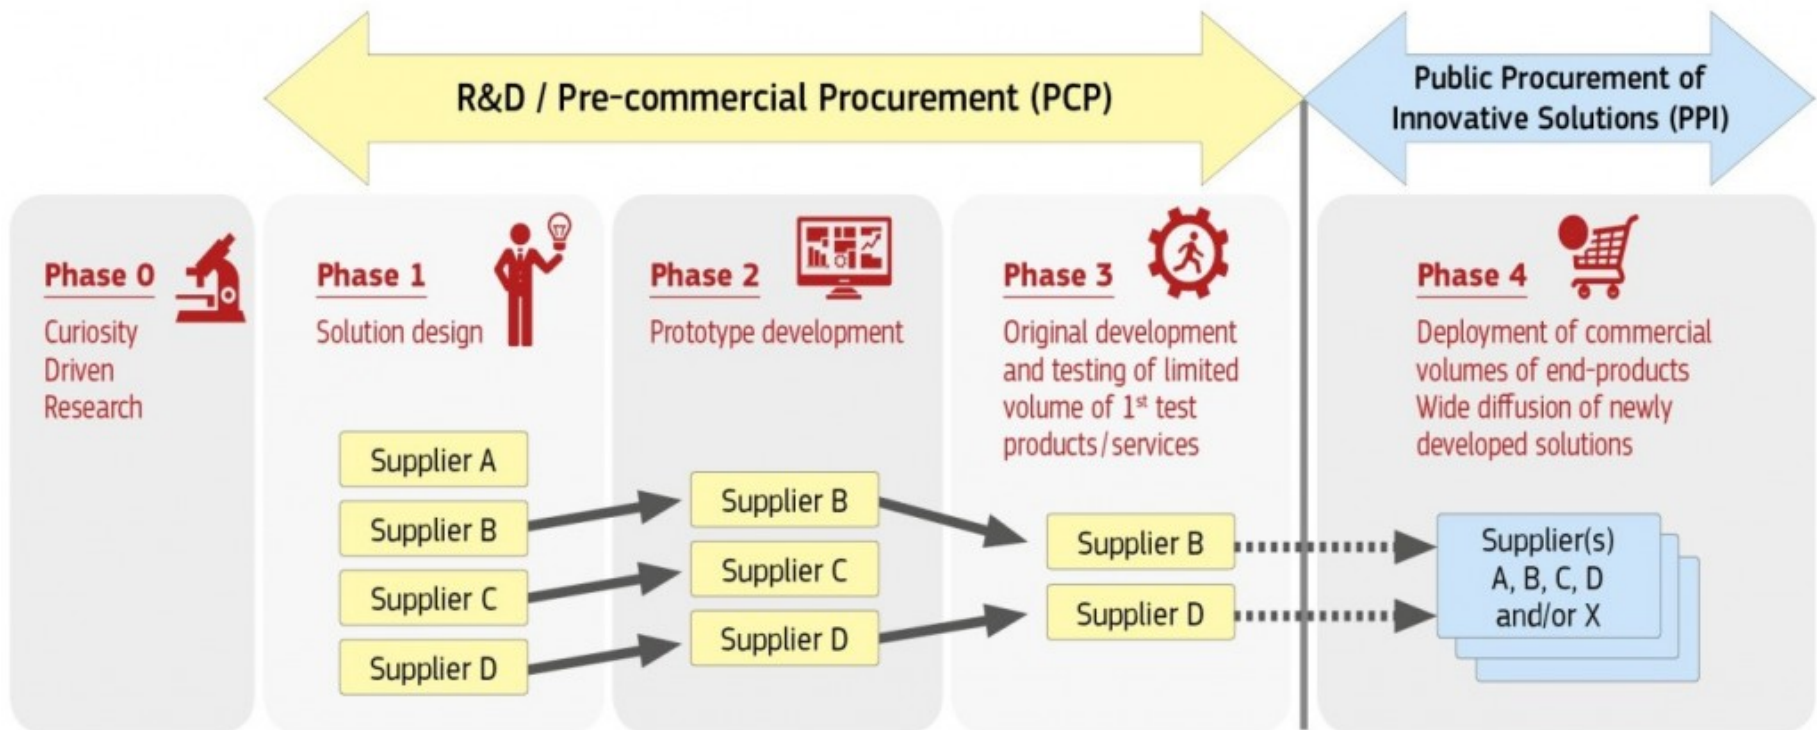 R&D / Pre-commercial Procurement (PCP)
Public Procurement of
Innovative Solutions (PPI)
Phase 0
Curiosity
Driven
Research
Phase 1
Solution design
Supplier A
Supplier B
Supplier C
Supplier D
Phase 2
Prototype development
Supplier B
Supplier C
Supplier D
Phase 3
Original development
and testing of limited
volume of 1st test
products/services
Supplier B
Supplier D
Phase 4
Deployment of commercial
volumes of end-products
Wide diffusion of newly
developed solutions
Supplier(s)
A, B, C, D
and/or X